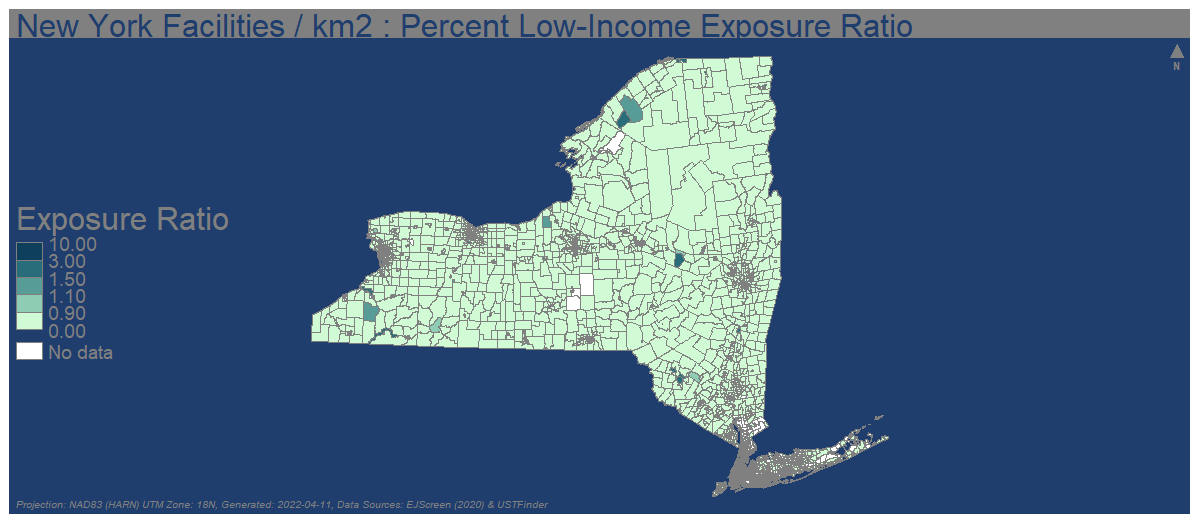 New York Facilities / km2 : Percent Low-Income Exposure Ratio
N
Exposure Ratio
10.00
3.00
1.50
1.10
0.90
0.00
No data
Projection: NAD83 (HARN) UTM Zone: 18N, Generated: 2022-04-11, Data Sources: EJScreen (2020) & USTFinder